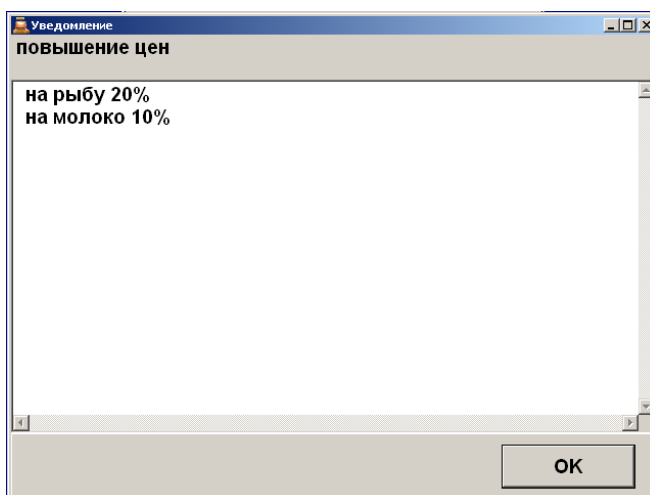 Уведомление
повышение цен
на рыбу 20%
на молоко 10%
OK